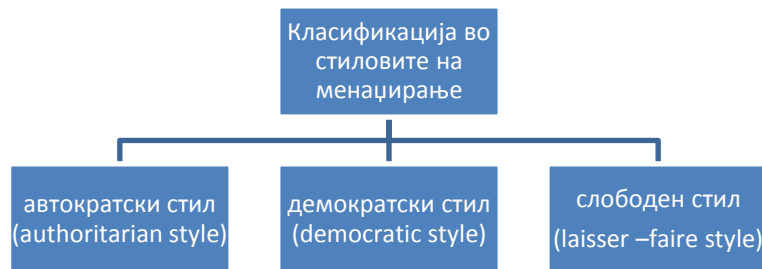 Класификација во
стиловите на
менаџирање
автократски стил
(authoritarian style)
демократски стил
(democratic style)
слободен стил
(laisser –faire style)